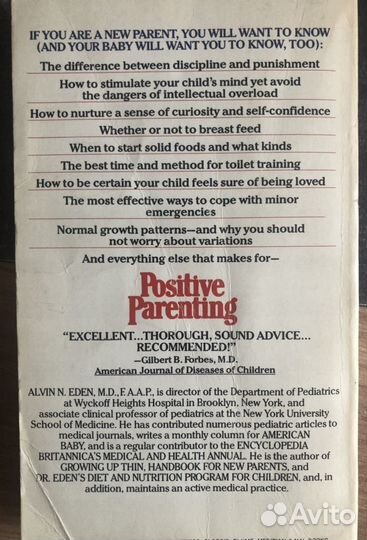 IF YOU ARE A NEW PARENT, YOU WILL WANT TO KNOW
(AND YOUR BABY WILL WANT YOU TO KNOW, TOO):
The difference between discipline and punishment
How to stimulate your child's mind yet avoid
the dangers of intellectual overload
How to nurture a sense of curiosity and self-confidence
Whether or not to breast feed
When to start solid foods and what kinds
The best time and method for toilet training
How to be certain your child feels sure of being loved
The most effective ways to cope with minor
emergencies
Normal growth patterns—and why you should
not worry about variations
And everything else that makes for—
Positive
Parenting
"EXCELLENT...THOROUGH, SOUND ADVICE...
RECOMMENDED!"
—Gilbert B. Forbes, M.D.
American Journal of Diseases of Children
ALVIN N. EDEN, M.D., F.A.A.P., is director of the Department of Pediatrics
at Wyckoff Heights Hospital in Brooklyn, New York, and
associate clinical professor of pediatrics at the New York University
School of Medicine. He has contributed numerous pediatric articles to
medical journals, writes a monthly column for AMERICAN
BABY, and is a regular contributor to the ENCYCLOPEDIA
BRITANNICA'S MEDICAL AND HEALTH ANNUAL. He is the author of
GROWING UP THIN, HANDBOOK FOR NEW PARENTS, and
DR. EDEN'S DIET AND NUTRITION PROGRAM FOR CHILDREN, and, in
addition, maintains an active medical practice.
Avito